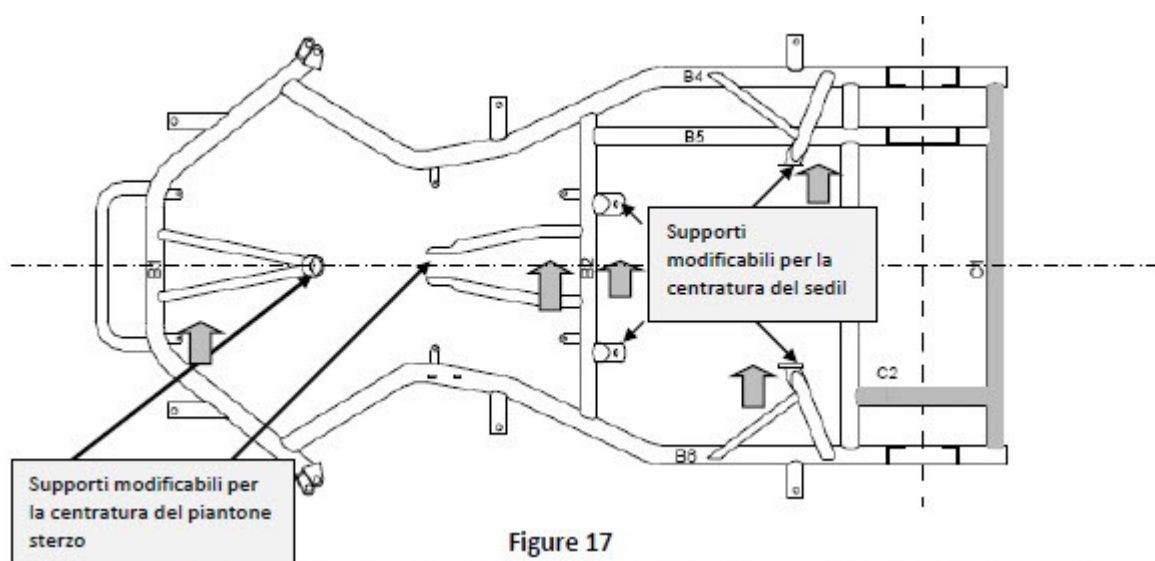 B4
B5
B1
B2
C1
C2
B6
Supporti
modificabili per la
centratura del sedil
Supporti modificabili per
la centratura del piantone
sterzo
Figure 17